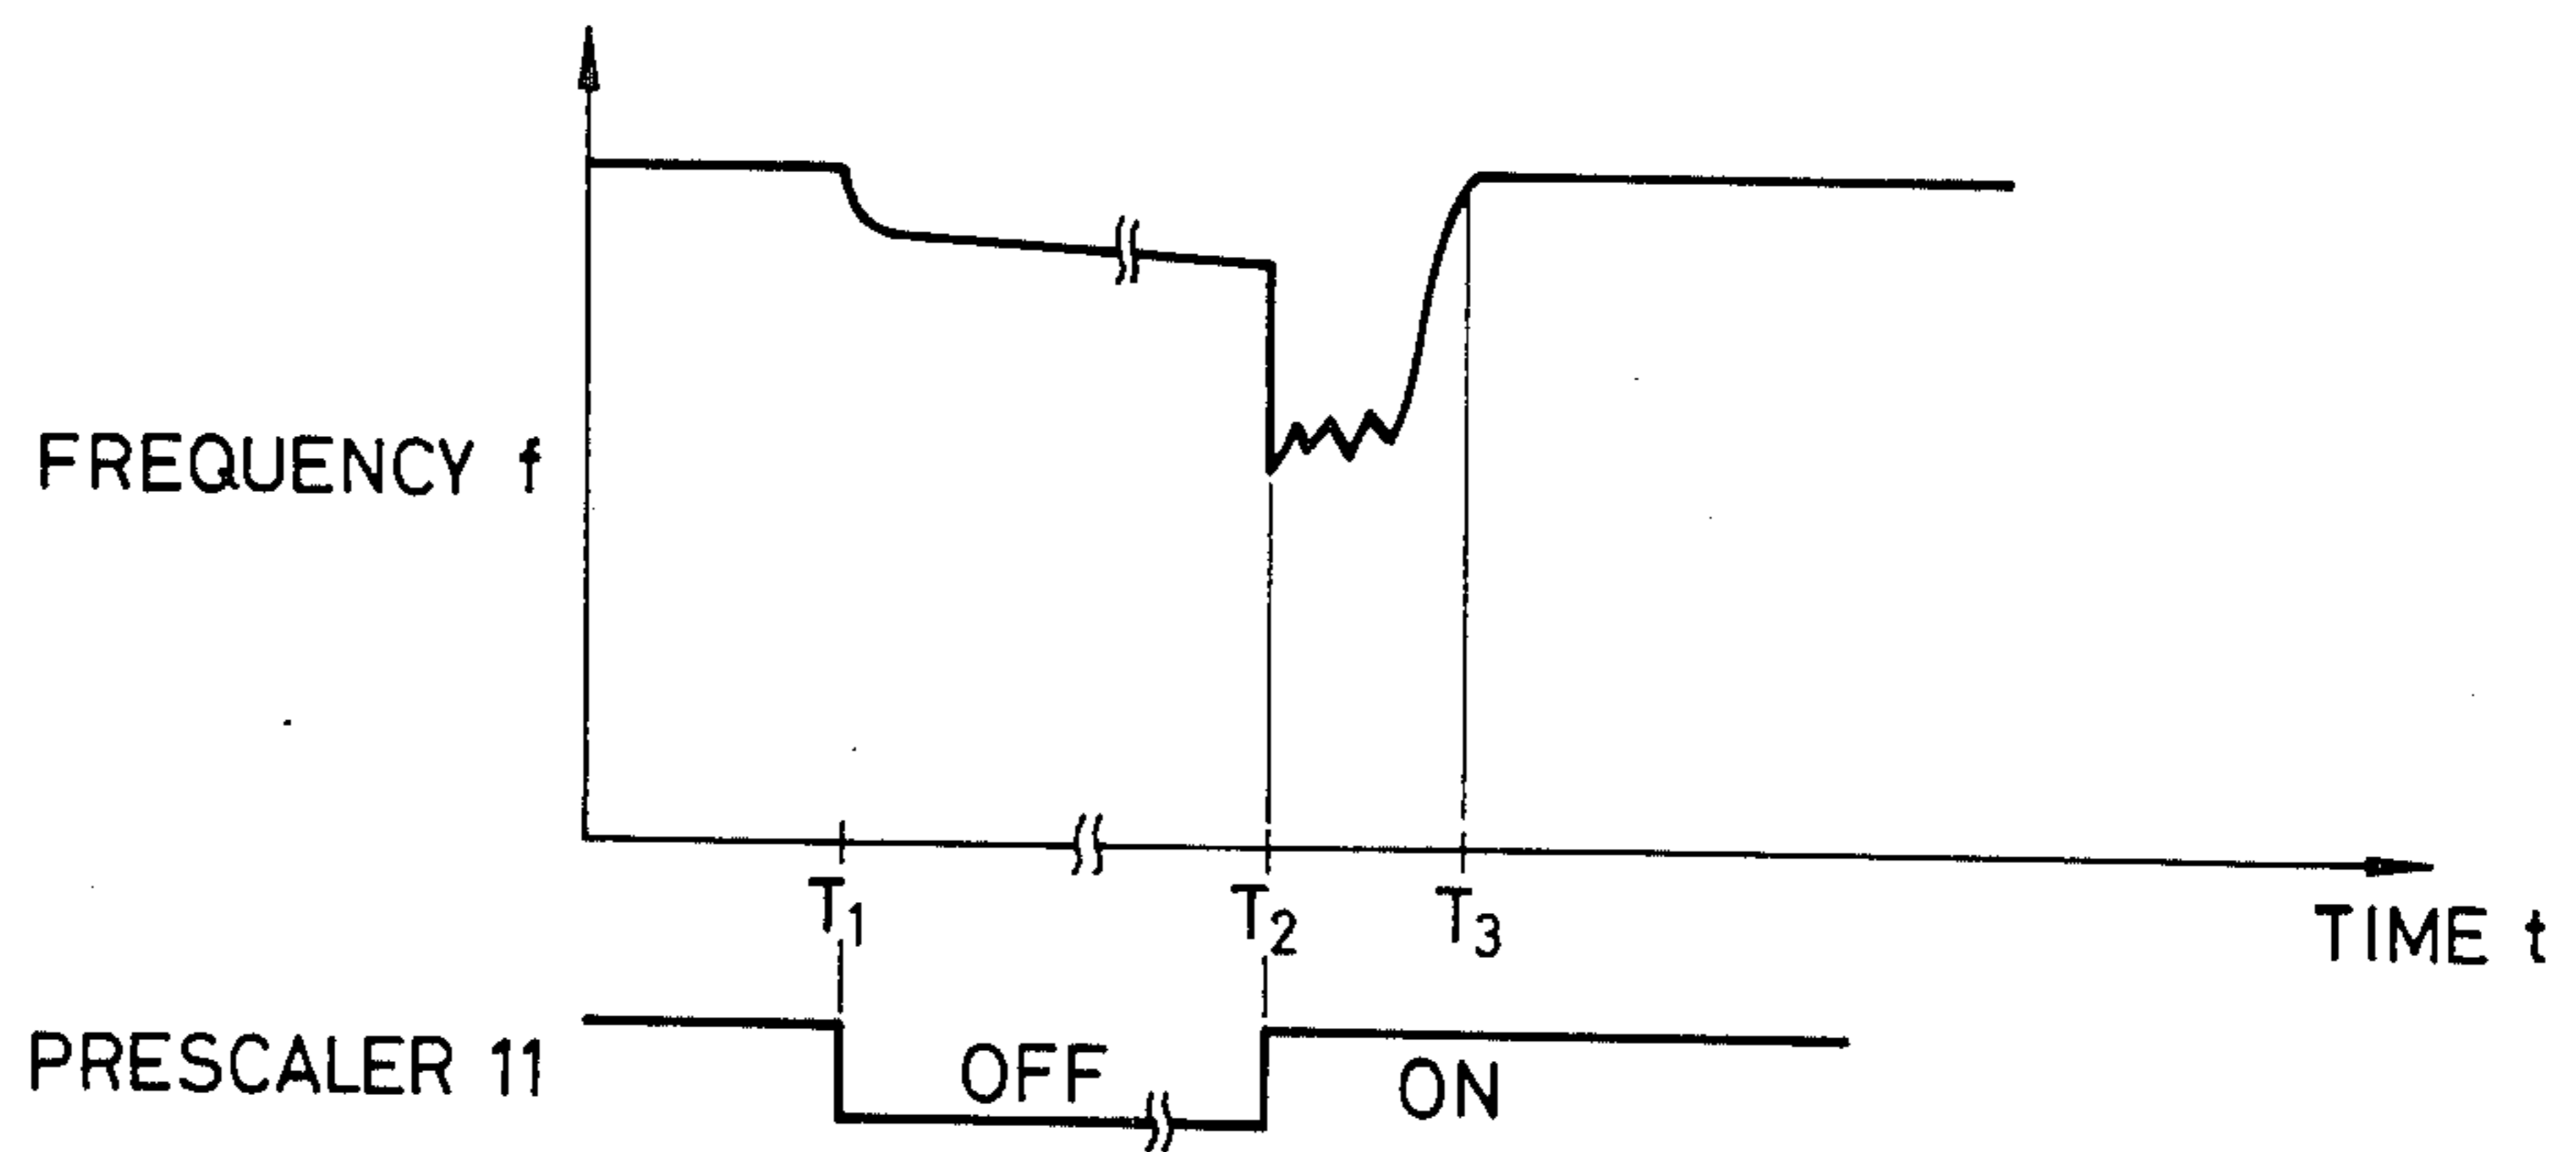 FREQUENCY f
T1
T2
T3
TIME t
PRESCALER 11
OFF
ON